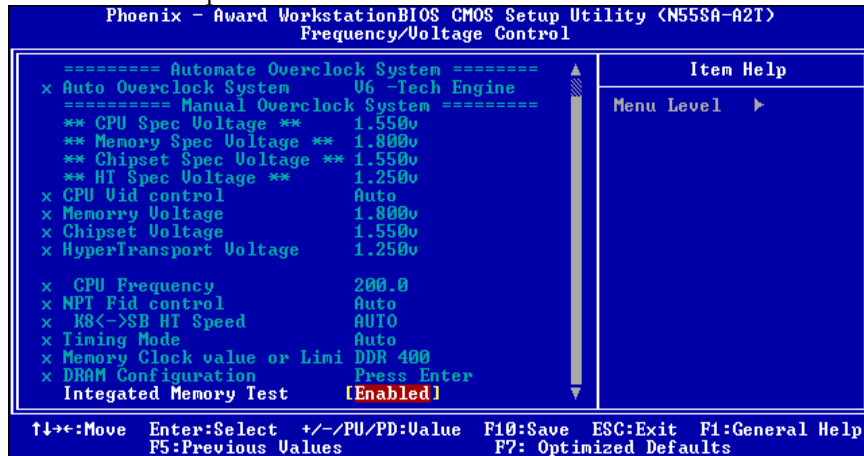 Phoenix - Award WorkstationBIOS CMOS Setup Utility (N55SA-A2T)
Frequency/Voltage Control
========= Automate Overclock System ========
x Auto Overclock System V6 -Tech Engine
========== Manual Overclock System =========
** CPU Spec Voltage ** 1.550v
** Memory Spec Voltage ** 1.800v
** Chipset Spec Voltage ** 1.550v
** HT Spec Voltage ** 1.250v
x CPU Vid control Auto
x Memorry Voltage 1.800v
x Chipset Voltage 1.550v
x HyperTransport Voltage 1.250v
x CPU Frequency 200.0
x NPT Fid control Auto
x K8<->SB HT Speed AUTO
x Timing Mode Auto
x Memory Clock value or Limi DDR 400
x DRAM Configuration Press Enter
Integated Memory Test [Enabled]
Item Help
Menu Level ►
↑↓→←:Move Enter:Select +/-/PU/PD:Value F10:Save ESC:Exit F1:General Help
F5:Previous Values F7: Optimized Defaults